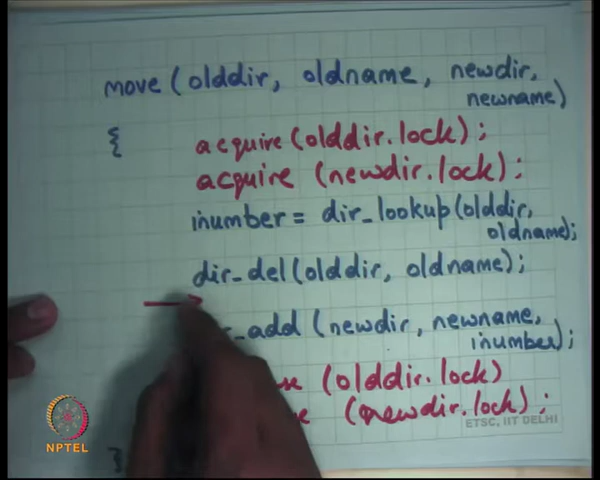 move (olddir, oldname, newdir,
newname)
{ acquire (olddir.lock);
acquire (newdir.lock);
inumber = dir_lookup (olddir,
oldname);
dir_del (olddir, oldname);
_add (newdir, newname,
inumber);
(olddir.lock)
(newdir.lock);
}
ETSC, IIT DELHI
NPTEL